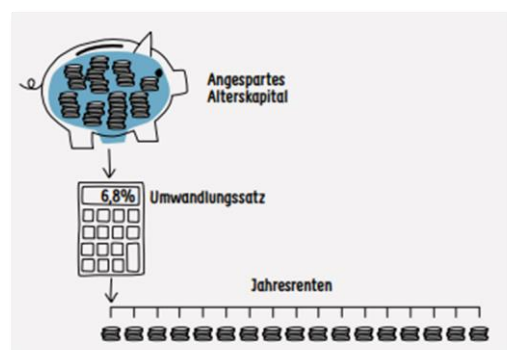 Angespartes
Alterskapital
6,8%
Umwandlungssatz
Jahresrenten